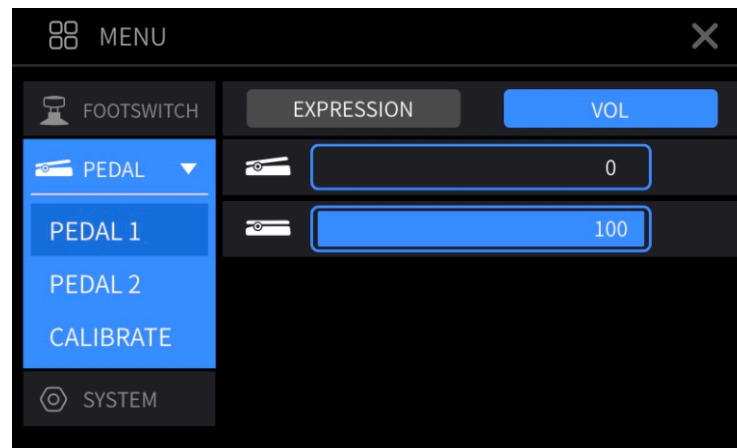 MENU
FOOTSWITCH
EXPRESSION
VOL
PEDAL
0
PEDAL 1
100
PEDAL 2
CALIBRATE
SYSTEM